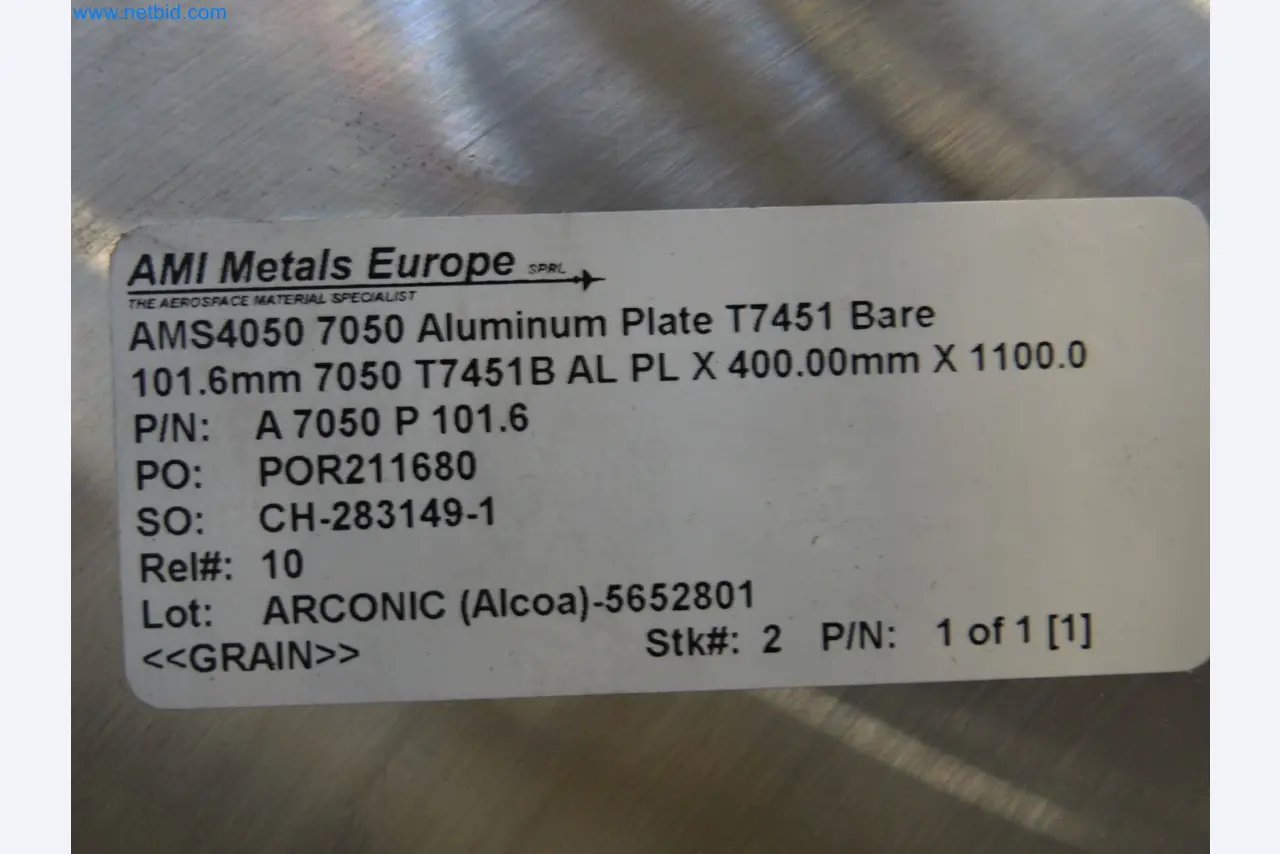 www.netbid.com
AMI Metals Europe SPRL
THE AEROSPACE MATERIAL SPECIALIST
AMS4050 7050 Aluminum Plate T7451 Bare
101.6mm 7050 T7451B AL PL X 400.00mm X 1100.0
P/N: A 7050 P 101.6
PO: POR211680
SO: CH-283149-1
Rel#: 10
Lot: ARCONIC (Alcoa)-5652801
<<GRAIN>> Stk#: 2 P/N: 1 of 1 [1]